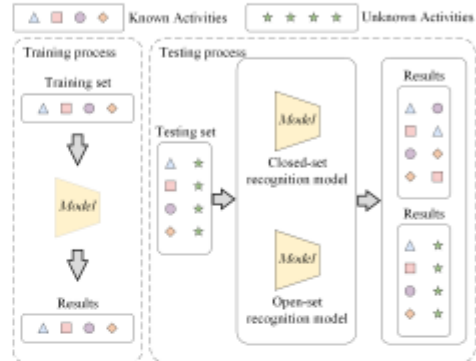 Known Activities
Unknown Activities
Training process
Training set
Model
Results
Testing process
Testing set
Model
Closed-set
recognition model
Model
Open-set
recognition model
Results
Results